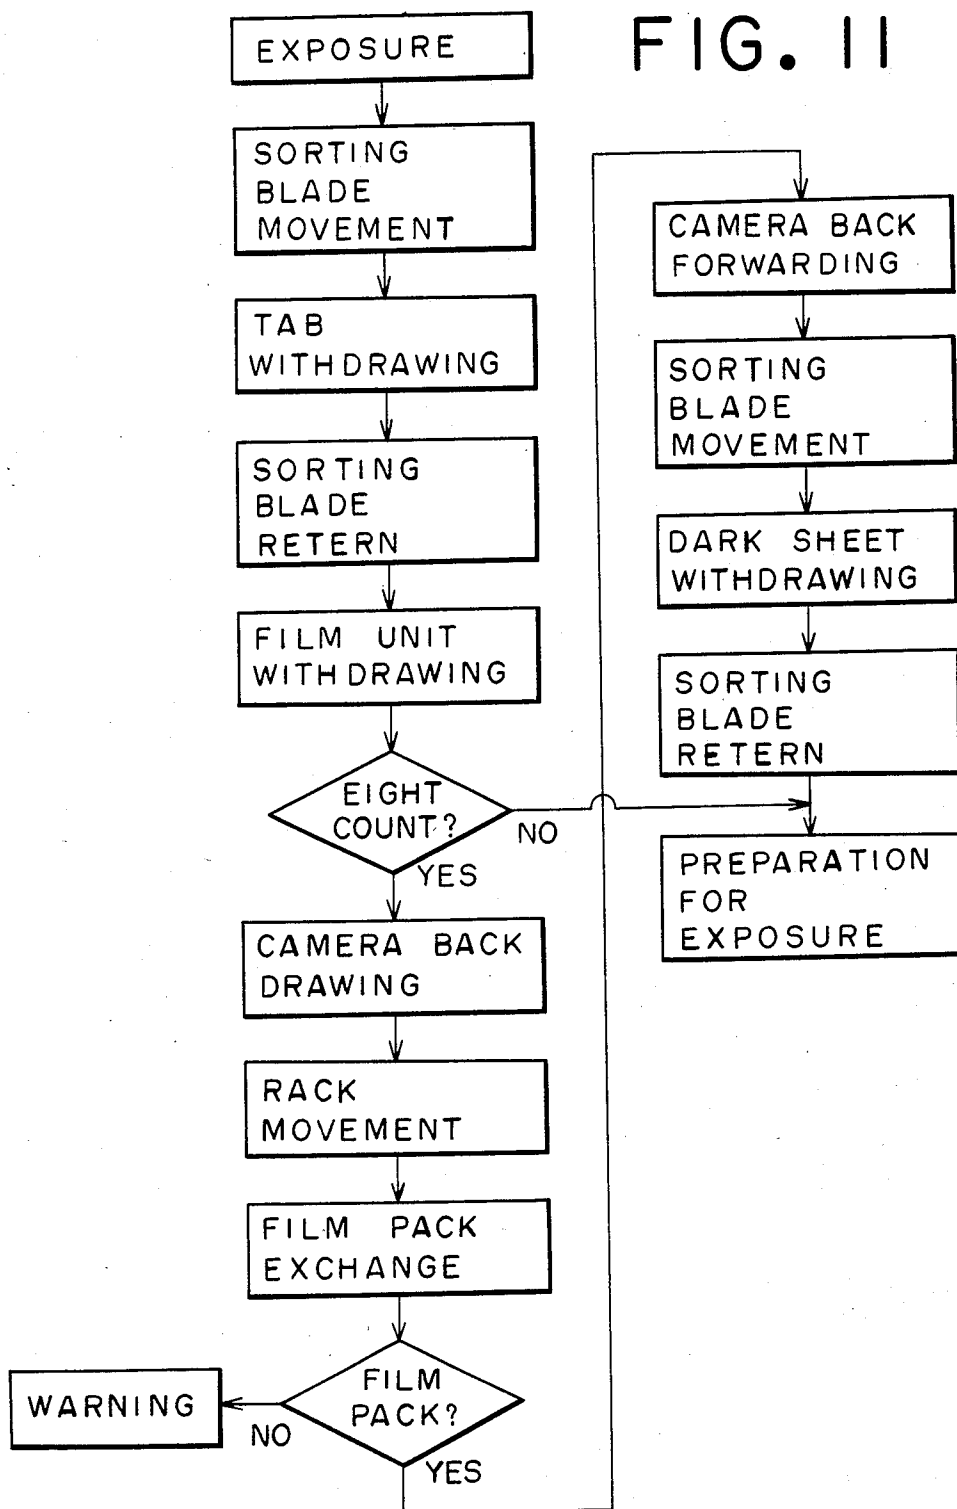 FIG. 11
EXPOSURE
SORTING
BLADE
MOVEMENT
TAB
WITHDRAWING
SORTING
BLADE
RETERN
FILM UNIT
WITHDRAWING
EIGHT
COUNT?
NO
YES
CAMERA BACK
DRAWING
RACK
MOVEMENT
FILM PACK
EXCHANGE
FILM
PACK?
NO
YES
WARNING
CAMERA BACK
FORWARDING
SORTING
BLADE
MOVEMENT
DARK SHEET
WITHDRAWING
SORTING
BLADE
RETERN
PREPARATION
FOR
EXPOSURE